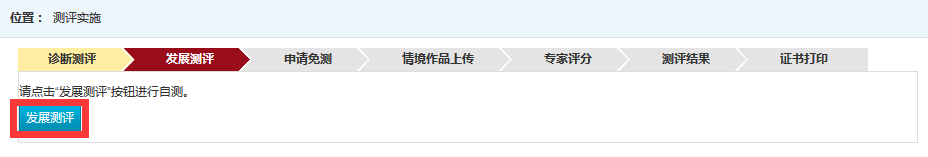 位置： 测评实施
诊断测评 发展测评 申请免测 情境作品上传 专家评分 测评结果 证书打印
请点击“发展测评”按钮进行自测。
发展测评